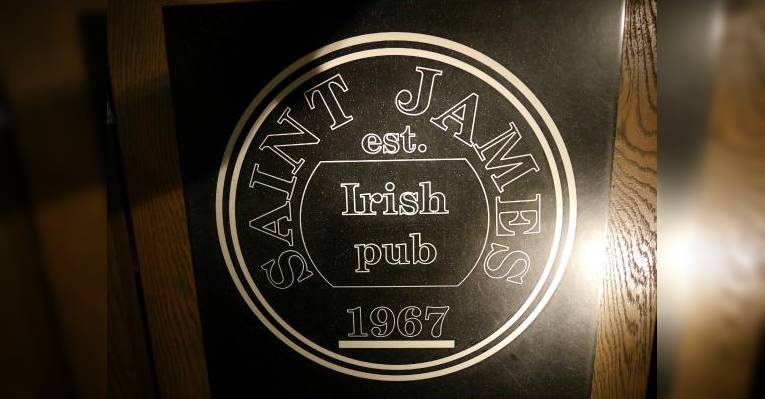 SAINT JAMES
est.
Irish
pub
1967